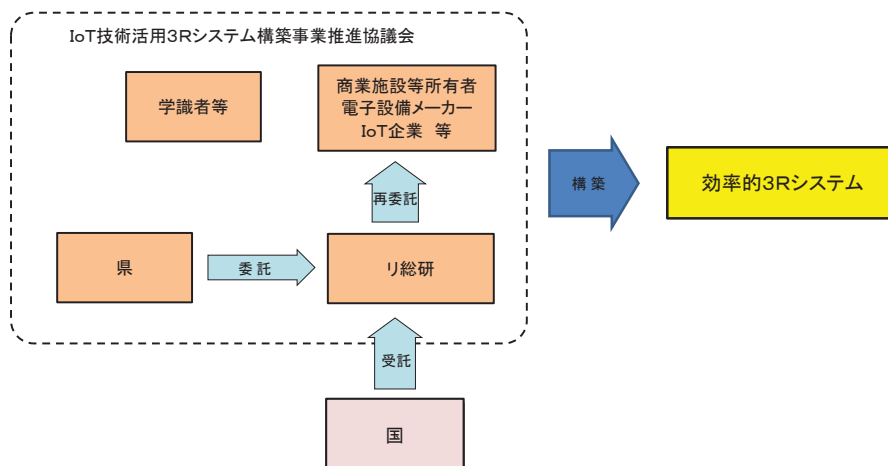 IoT技術活用3Rシステム構築事業推進協議会
学識者等
商業施設等所有者
電子設備メーカー
IoT企業 等
構 築
効率的3Rシステム
再委託
県
委 託
リ総研
受託
国